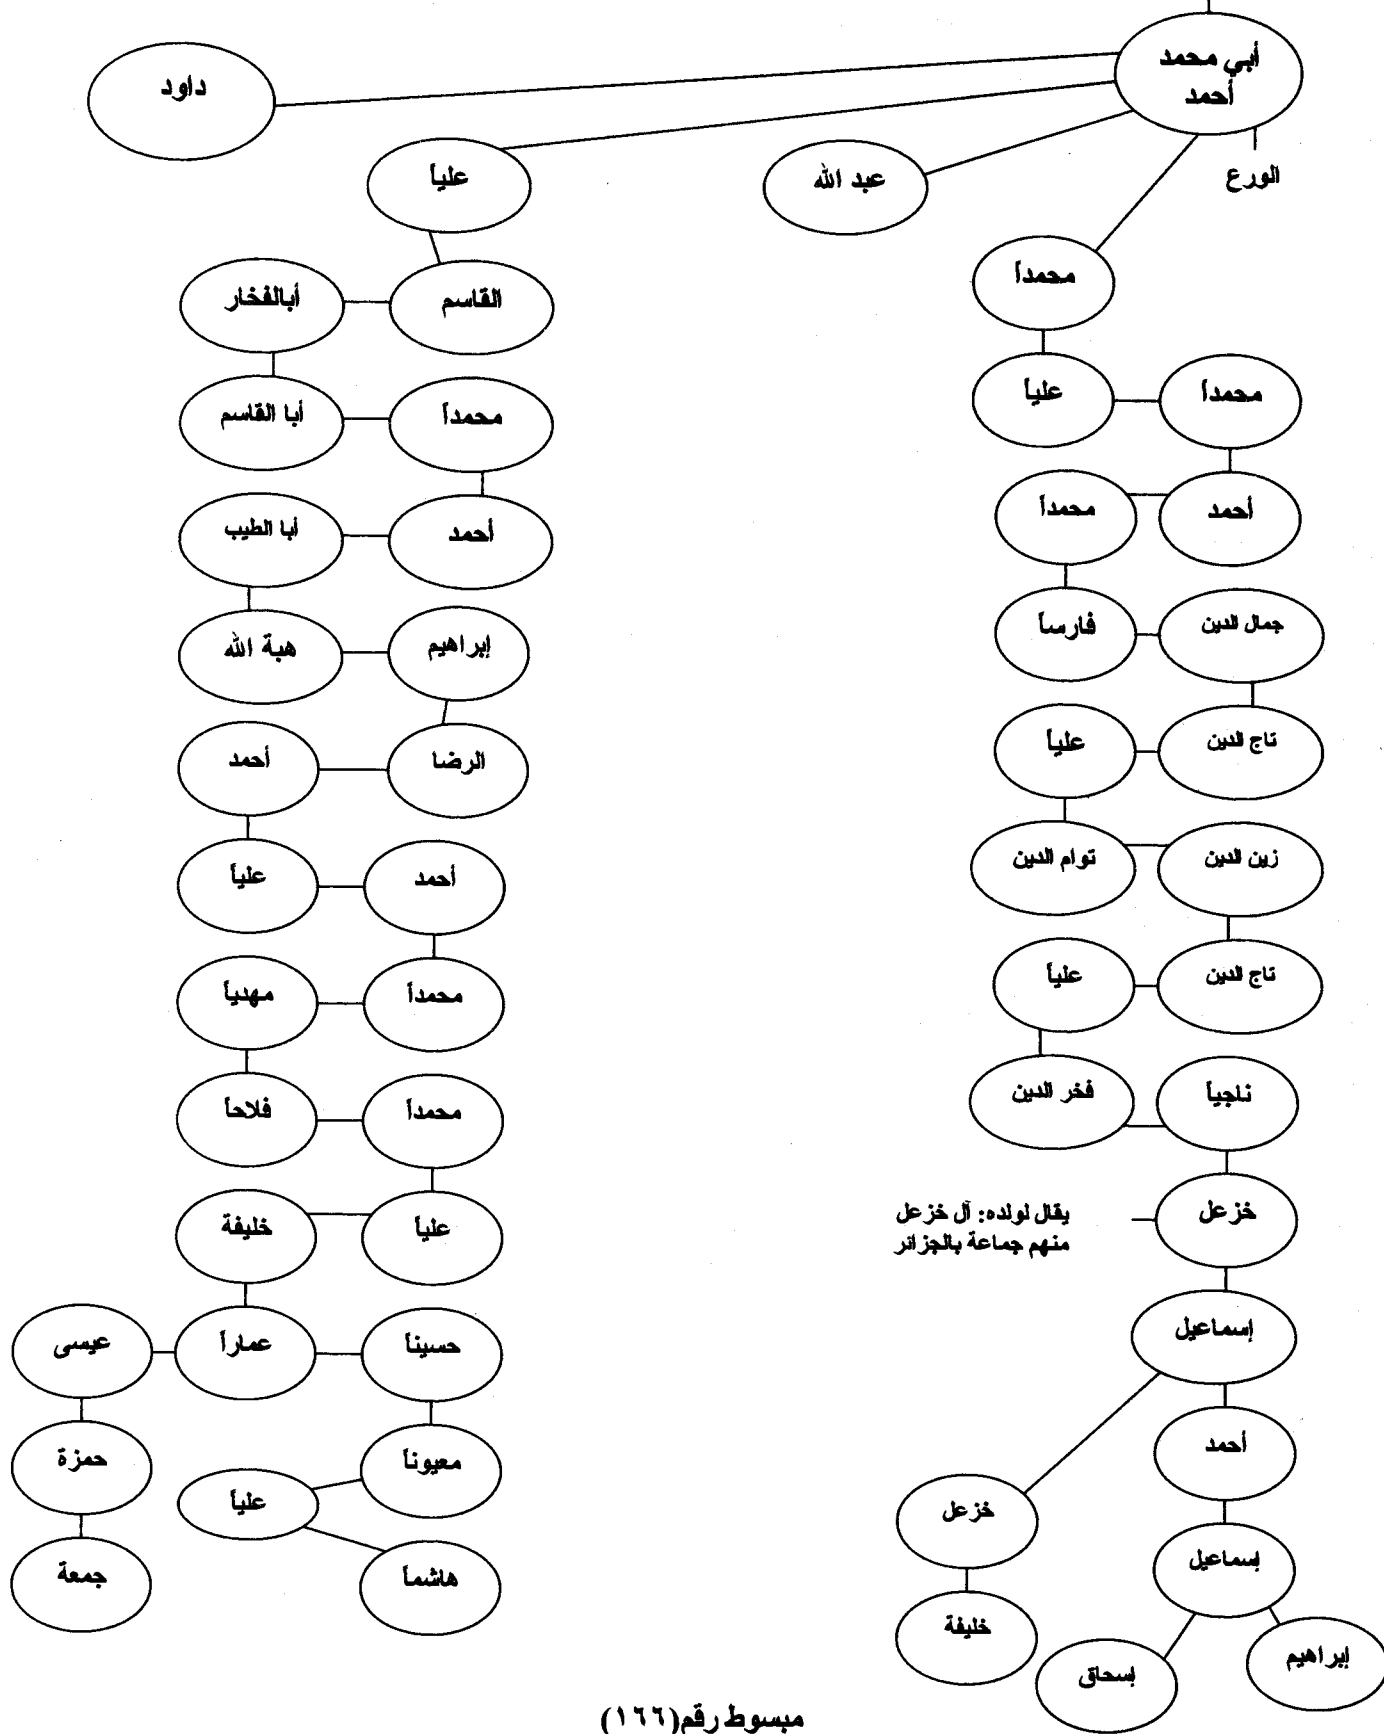 أبي محمد
أحمد
الورع
داود
علياً
عبد الله
محمداً
القاسم
أبالفخار
علياً
محمداً
محمداً
أبا القاسم
أحمد
محمداً
أحمد
أبا الطيب
جمال الدين
فارساً
إبراهيم
هبة الله
تاج الدين
علياً
الرضا
أحمد
زين الدين
توام الدين
أحمد
علياً
تاج الدين
علياً
محمداً
مهدياً
ناجياً
فخر الدين
محمداً
فلاحاً
خزعل
يقال لولده: آل خزعل
منهم جماعة بالجزائر
علياً
خليفة
إسماعيل
حسيناً
عماراً
عيسى
أحمد
معيوناً
حمزة
خزعل
علياً
إسماعيل
هاشماً
جمعة
خليفة
إبراهيم
إسحاق
مبسوط رقم(١٦٦)